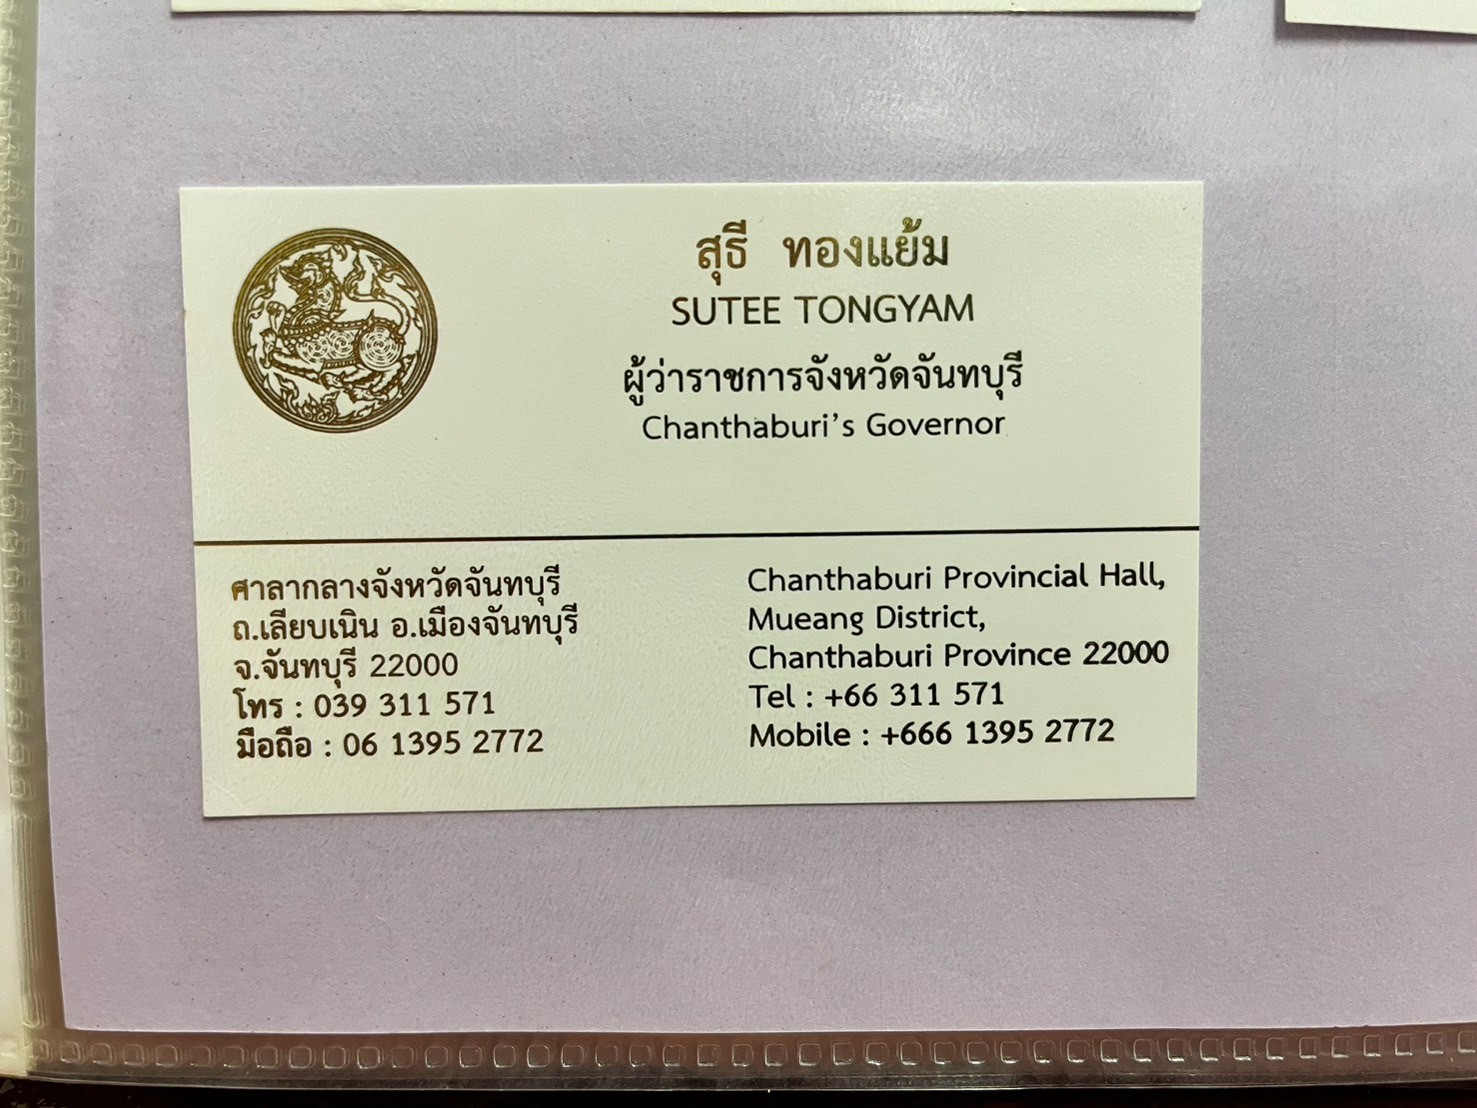 สุธี ทองแย้ม
SUTEE TONGYAM
ผู้ว่าราชการจังหวัดจันทบุรี
Chanthaburi's Governor
ศาลากลางจังหวัดจันทบุรี
ถ.เลียบเนิน อ.เมืองจันทบุรี
จ.จันทบุรี 22000
โทร : 039 311 571
มือถือ : 06 1395 2772
Chanthaburi Provincial Hall,
Mueang District,
Chanthaburi Province 22000
Tel : +66 311 571
Mobile : +666 1395 2772